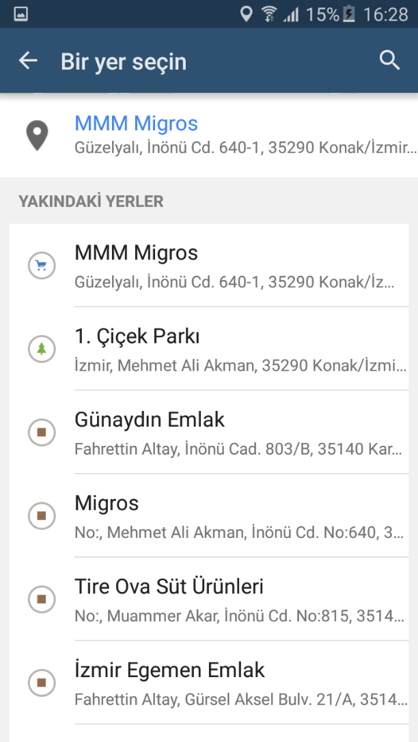 15% 16:28
Bir yer seçin
MMM Migros
Güzelyalı, İnönü Cd. 640-1, 35290 Konak/İzmir...
YAKINDAKİ YERLER
MMM Migros
Güzelyalı, İnönü Cd. 640-1, 35290 Konak/İz...
1. Çiçek Parkı
İzmir, Mehmet Ali Akman, 35290 Konak/İzmi...
Günaydın Emlak
Fahrettin Altay, İnönü Cad. 803/B, 35140 Kar...
Migros
No:, Mehmet Ali Akman, İnönü Cd. No:640, 3...
Tire Ova Süt Ürünleri
No:, Muammer Akar, İnönü Cd. No:815, 3514...
İzmir Egemen Emlak
Fahrettin Altay, Gürsel Aksel Bulv. 21/A, 3514...